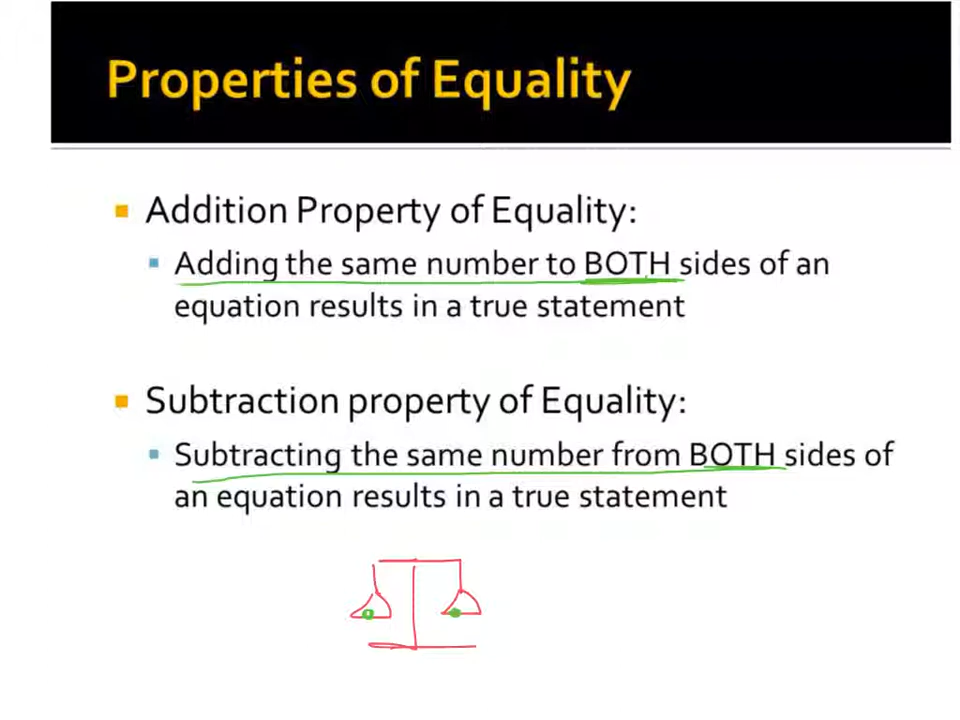 Properties of Equality
Addition Property of Equality:
Adding the same number to BOTH sides of an
equation results in a true statement
Subtraction property of Equality:
Subtracting the same number from BOTH sides of
an equation results in a true statement